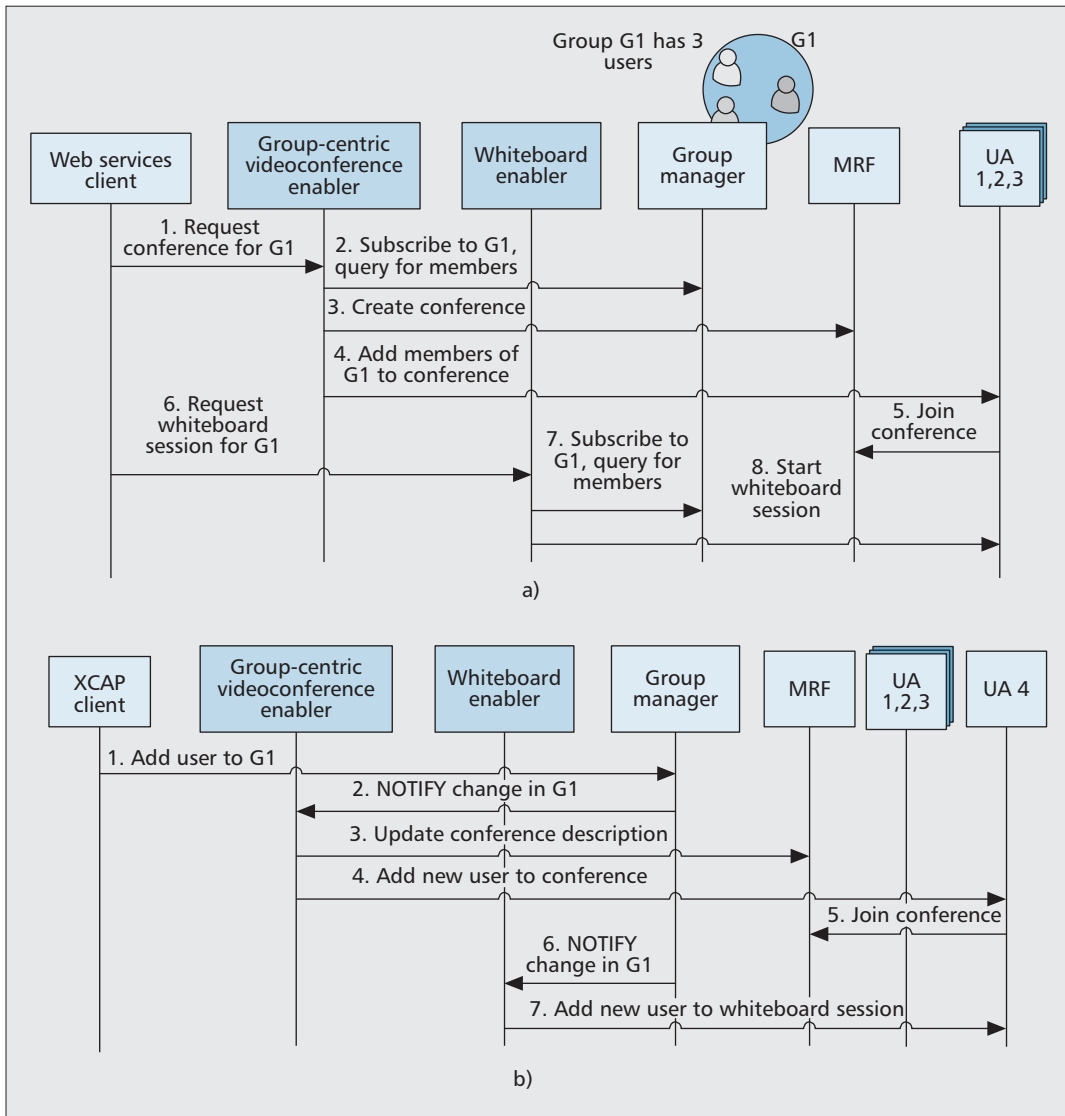 Group G1 has 3
users
G1
Web services
client
Group-centric
videoconference
enabler
Whiteboard
enabler
Group
manager
MRF
UA
1,2,3
1. Request
conference for G1
2. Subscribe to G1,
query for members
3. Create conference
4. Add members of
G1 to conference
5. Join
conference
6. Request
whiteboard
session for G1
7. Subscribe to
G1, query for
members
8. Start
whiteboard
session
a)
XCAP
client
Group-centric
videoconference
enabler
Whiteboard
enabler
Group
manager
MRF
UA
1,2,3
UA 4
1. Add user to G1
2. NOTIFY change in G1
3. Update conference description
4. Add new user to conference
5. Join conference
6. NOTIFY
change in G1
7. Add new user to whiteboard session
b)